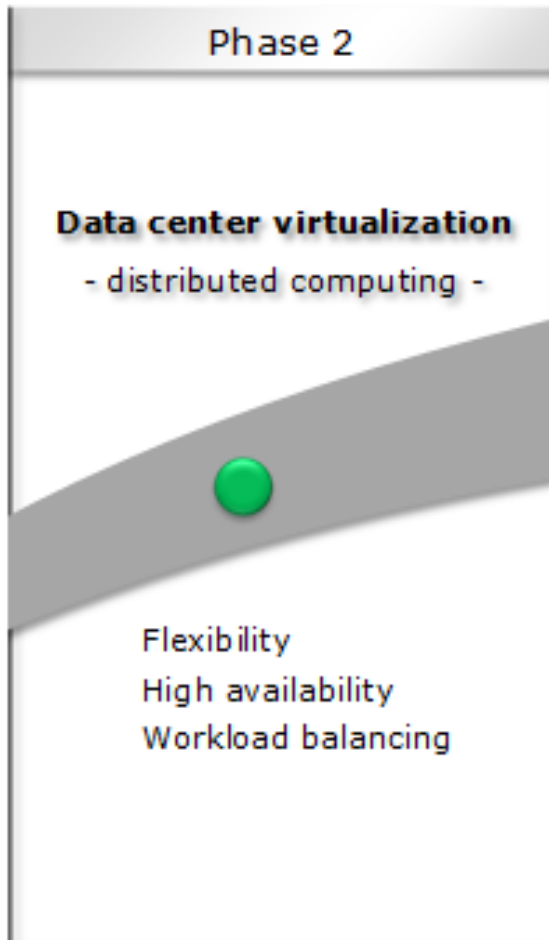 Phase 2
Data center virtualization
- distributed computing -
Flexibility
High availability
Workload balancing